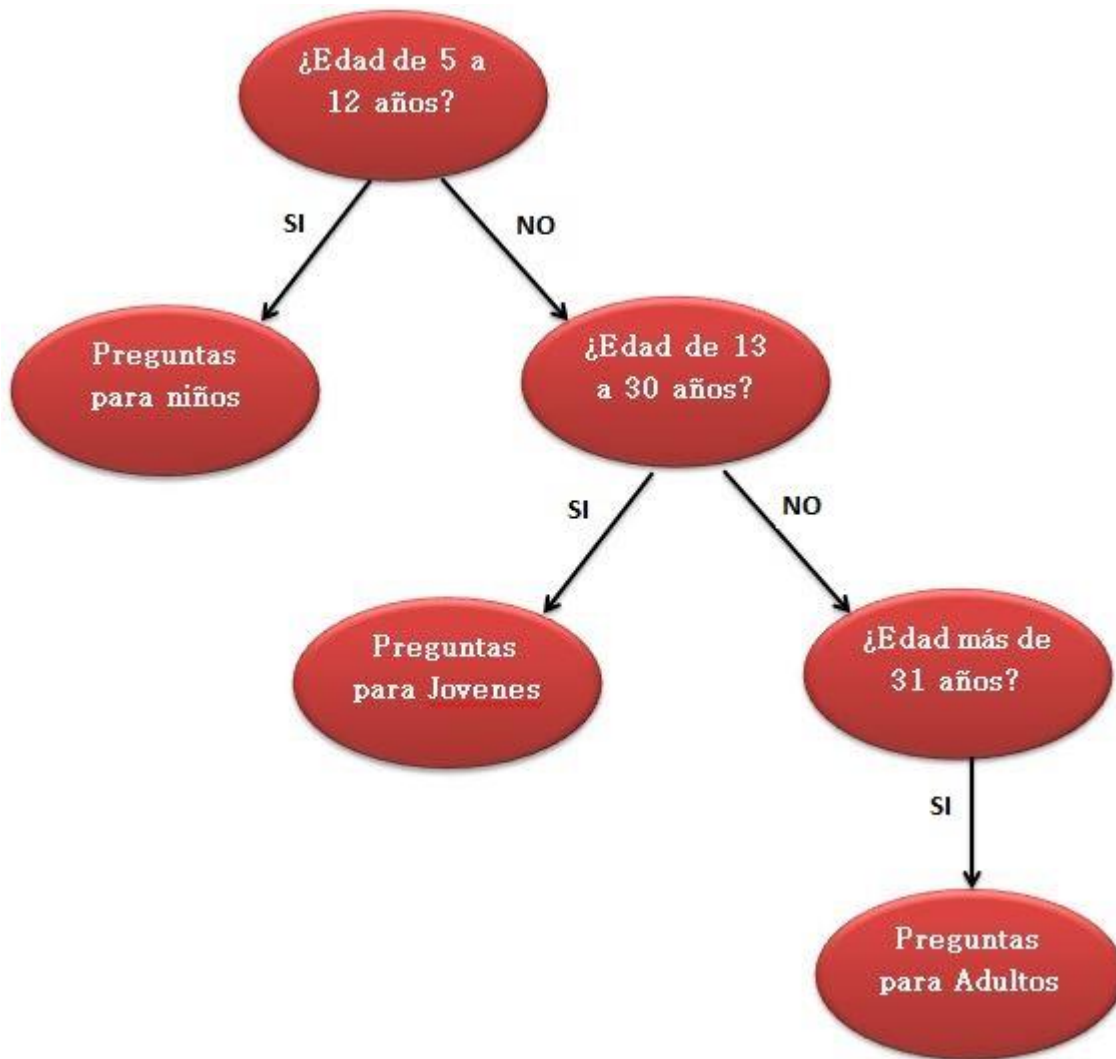 ¿Edad de 5 a
12 años?
SI
NO
Preguntas
para niños
¿Edad de 13
a 30 años?
SI
NO
Preguntas
para Jovenes
¿Edad más de
31 años?
SI
Preguntas
para Adultos